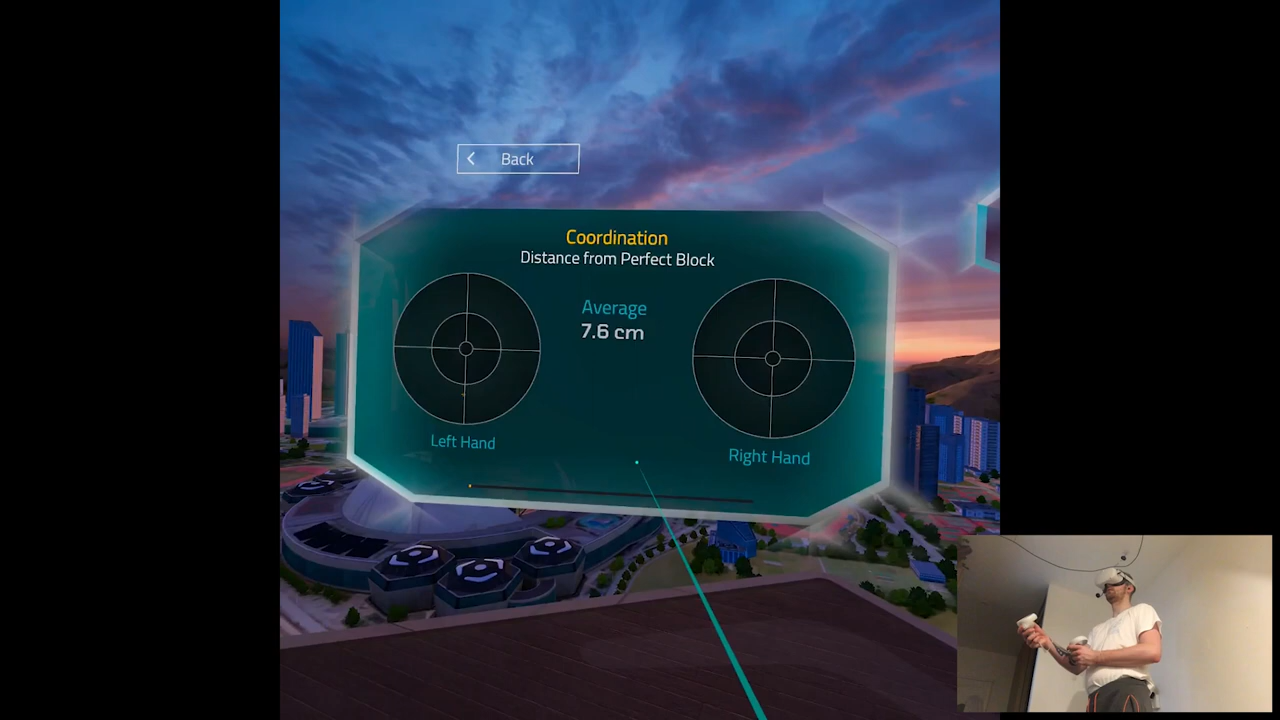 Back
Coordination
Distance from Perfect Block
Average
7.6 cm
Left Hand
Right Hand